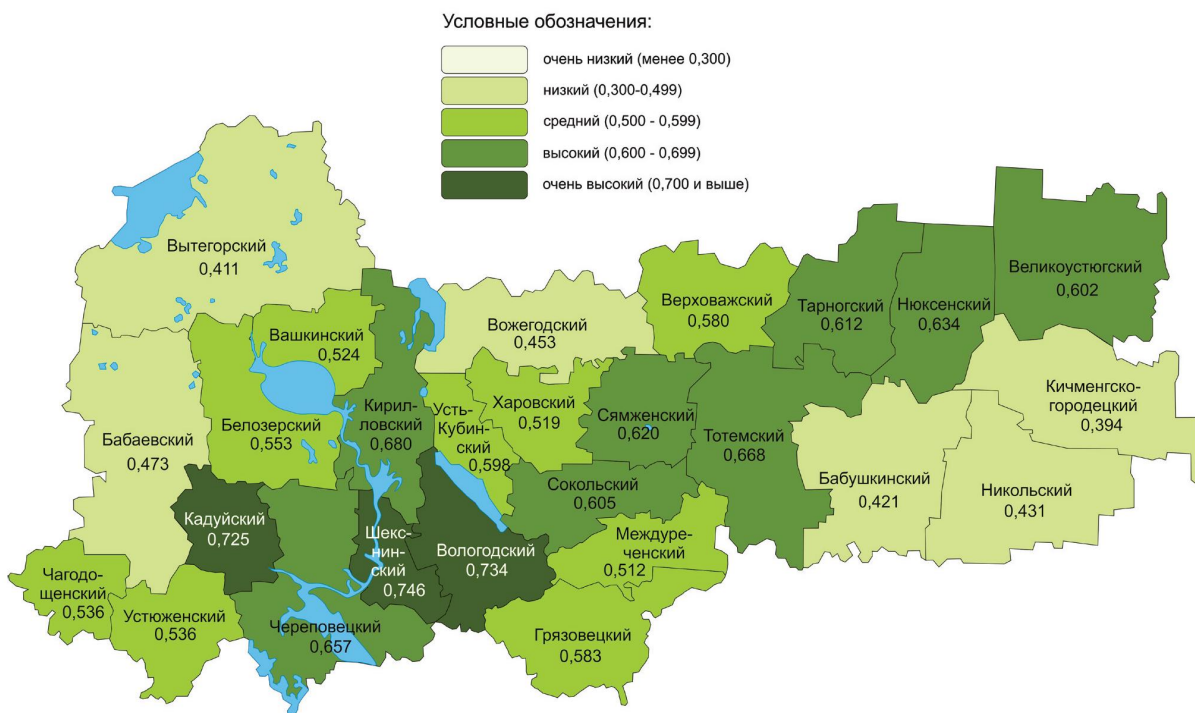 Условные обозначения:
очень низкий (менее 0,300)
низкий (0,300-0,499)
средний (0,500 - 0,599)
высокий (0,600 - 0,699)
очень высокий (0,700 и выше)
Вытегорский
0,411
Великоустюгский
0,602
Верховажский
0,580
Тарногский
0,612
Нюксенский
0,634
Вожегодский
0,453
Вашкинский
0,524
Кичменгско-
городецкий
0,394
Бабаевский
0,473
Белозерский
0,553
Кирил-
ловский
0,680
Усть-
Кубин-
ский
0,598
Харовский
0,519
Сямженский
0,620
Тотемский
0,668
Бабушкинский
0,421
Никольский
0,431
Сокольский
0,605
Кадуйский
0,725
Шекс-
нин-
ский
0,746
Вологодский
0,734
Междуре-
ченский
0,512
Чагодо-
щенский
0,536
Устюженский
0,536
Череповецкий
0,657
Грязовецкий
0,583